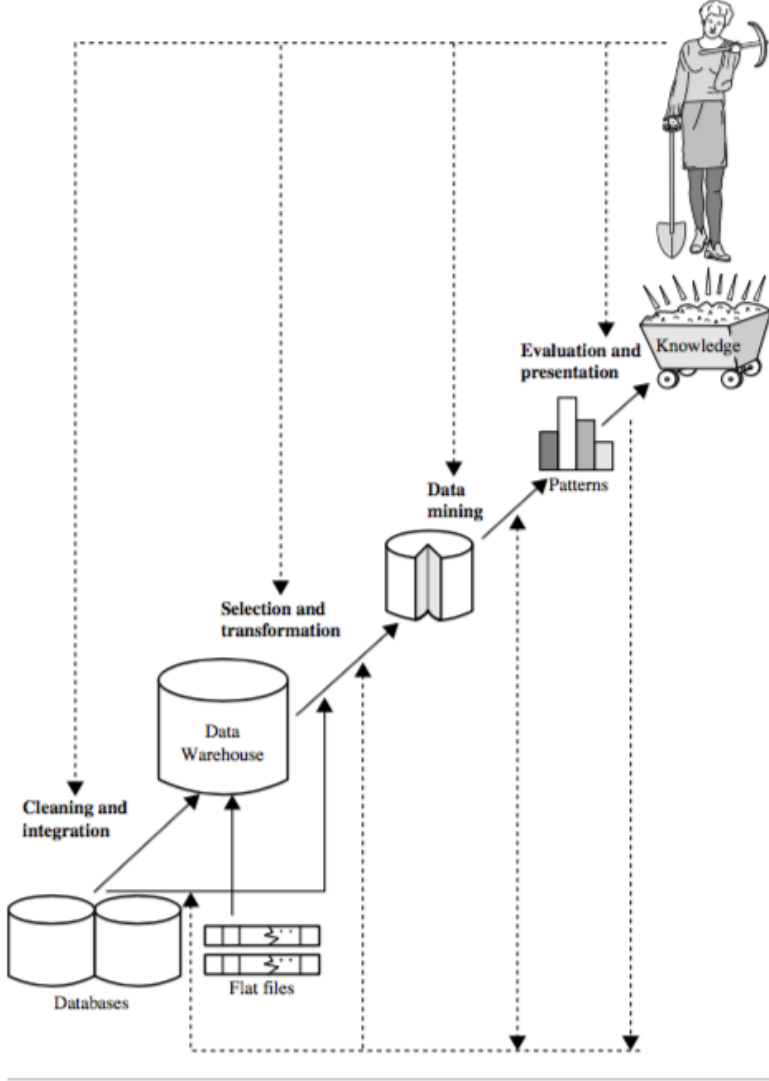 Knowledge
Evaluation and
presentation
Patterns
Data
mining
Selection and
transformation
Data
Warehouse
Cleaning and
integration
Databases
Flat files